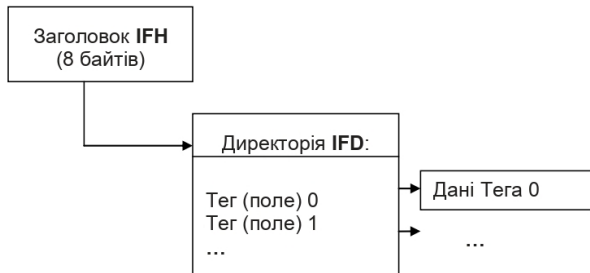 Заголовок IFH
(8 байтів)
Директорія IFD:
Тег (поле) 0
Дані Тега 0
Тег (поле) 1
...
...